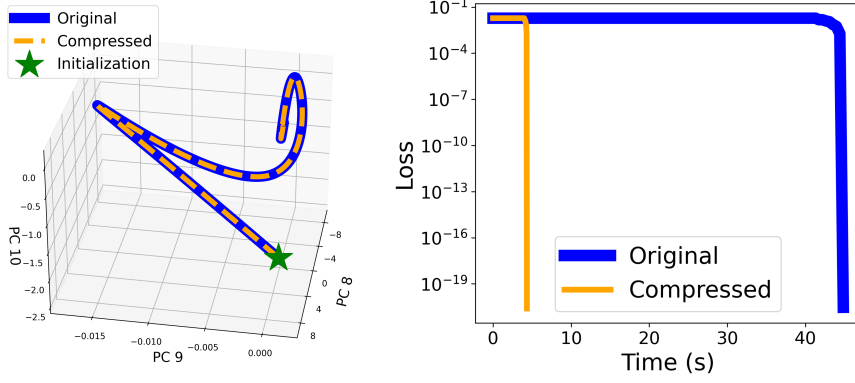 Original
Compressed
Initialization
0.0
−0.5
−1.0
−1.5
−2.0
−2.5
PC 10
−0.015
−0.010
−0.005
0.000
PC 9
−8
−4
0
4
8
PC 8
10⁻¹
10⁻⁴
10⁻⁷
10⁻¹⁰
10⁻¹³
10⁻¹⁶
10⁻¹⁹
Loss
Original
Compressed
0
10
20
30
40
Time (s)